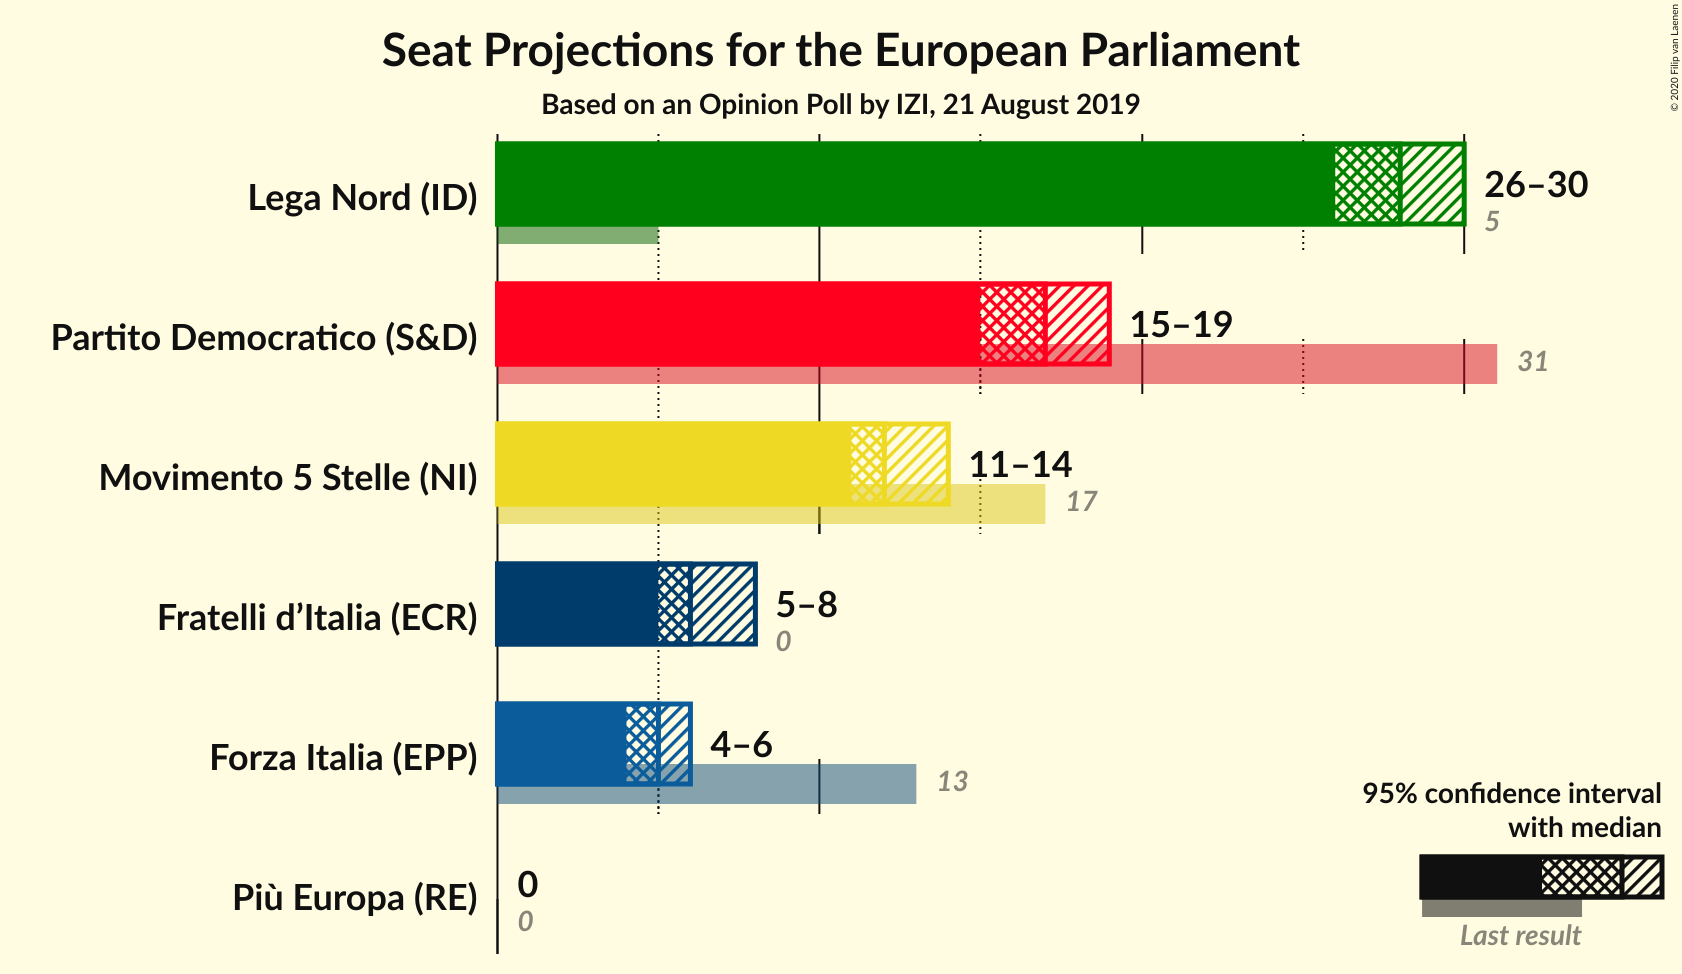 Seat Projections for the European Parliament
Based on an Opinion Poll by IZI, 21 August 2019
© 2020 Filip van Laenen
Lega Nord (ID)
26–30
5
Partito Democratico (S&D)
15–19
31
Movimento 5 Stelle (NI)
11–14
17
Fratelli d’Italia (ECR)
5–8
0
Forza Italia (EPP)
4–6
13
Più Europa (RE)
0
0
95% confidence interval
with median
Last result